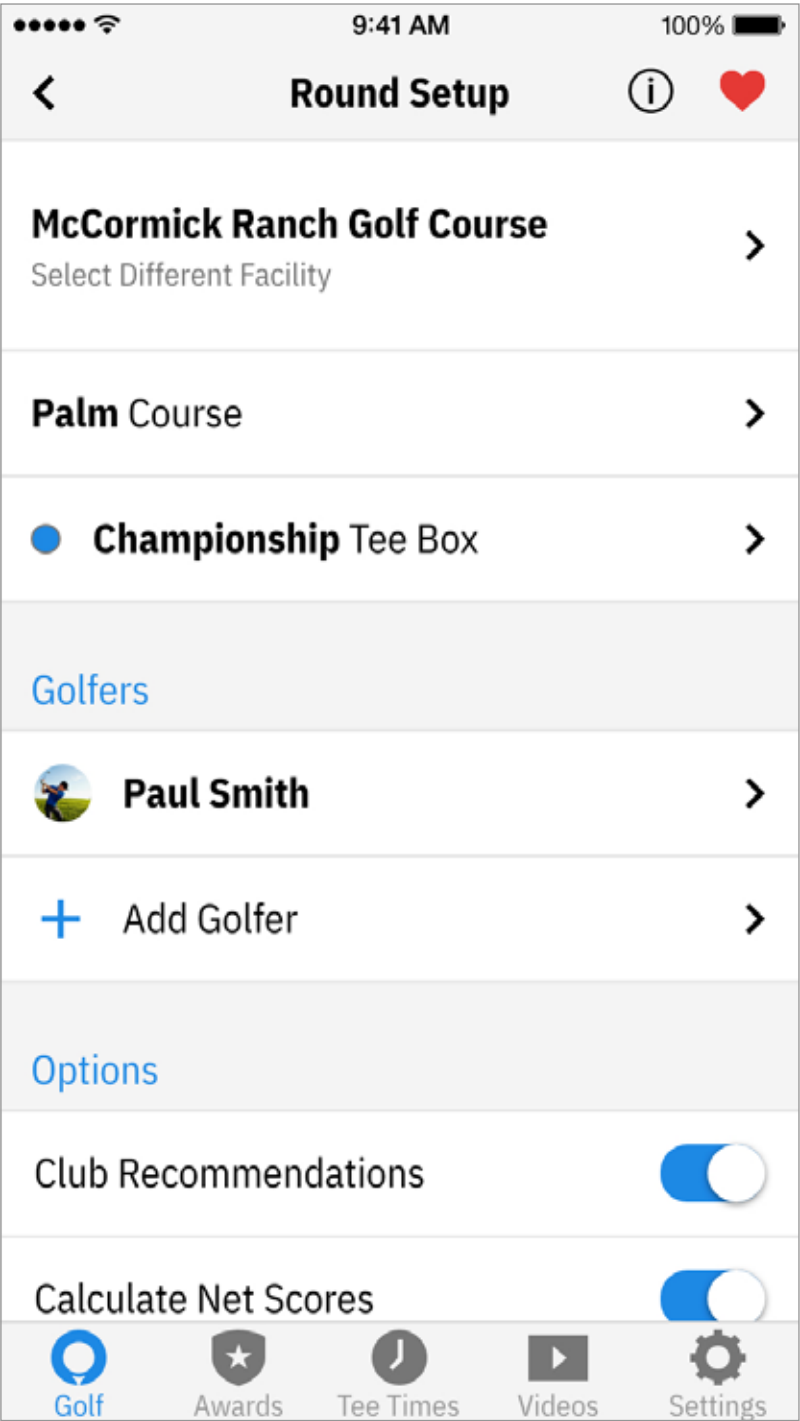 9:41 AM 100%
Round Setup
McCormick Ranch Golf Course
Select Different Facility
Palm Course
Championship Tee Box
Golfers
Paul Smith
Add Golfer
Options
Club Recommendations
Calculate Net Scores
Golf Awards Tee Times Videos Settings